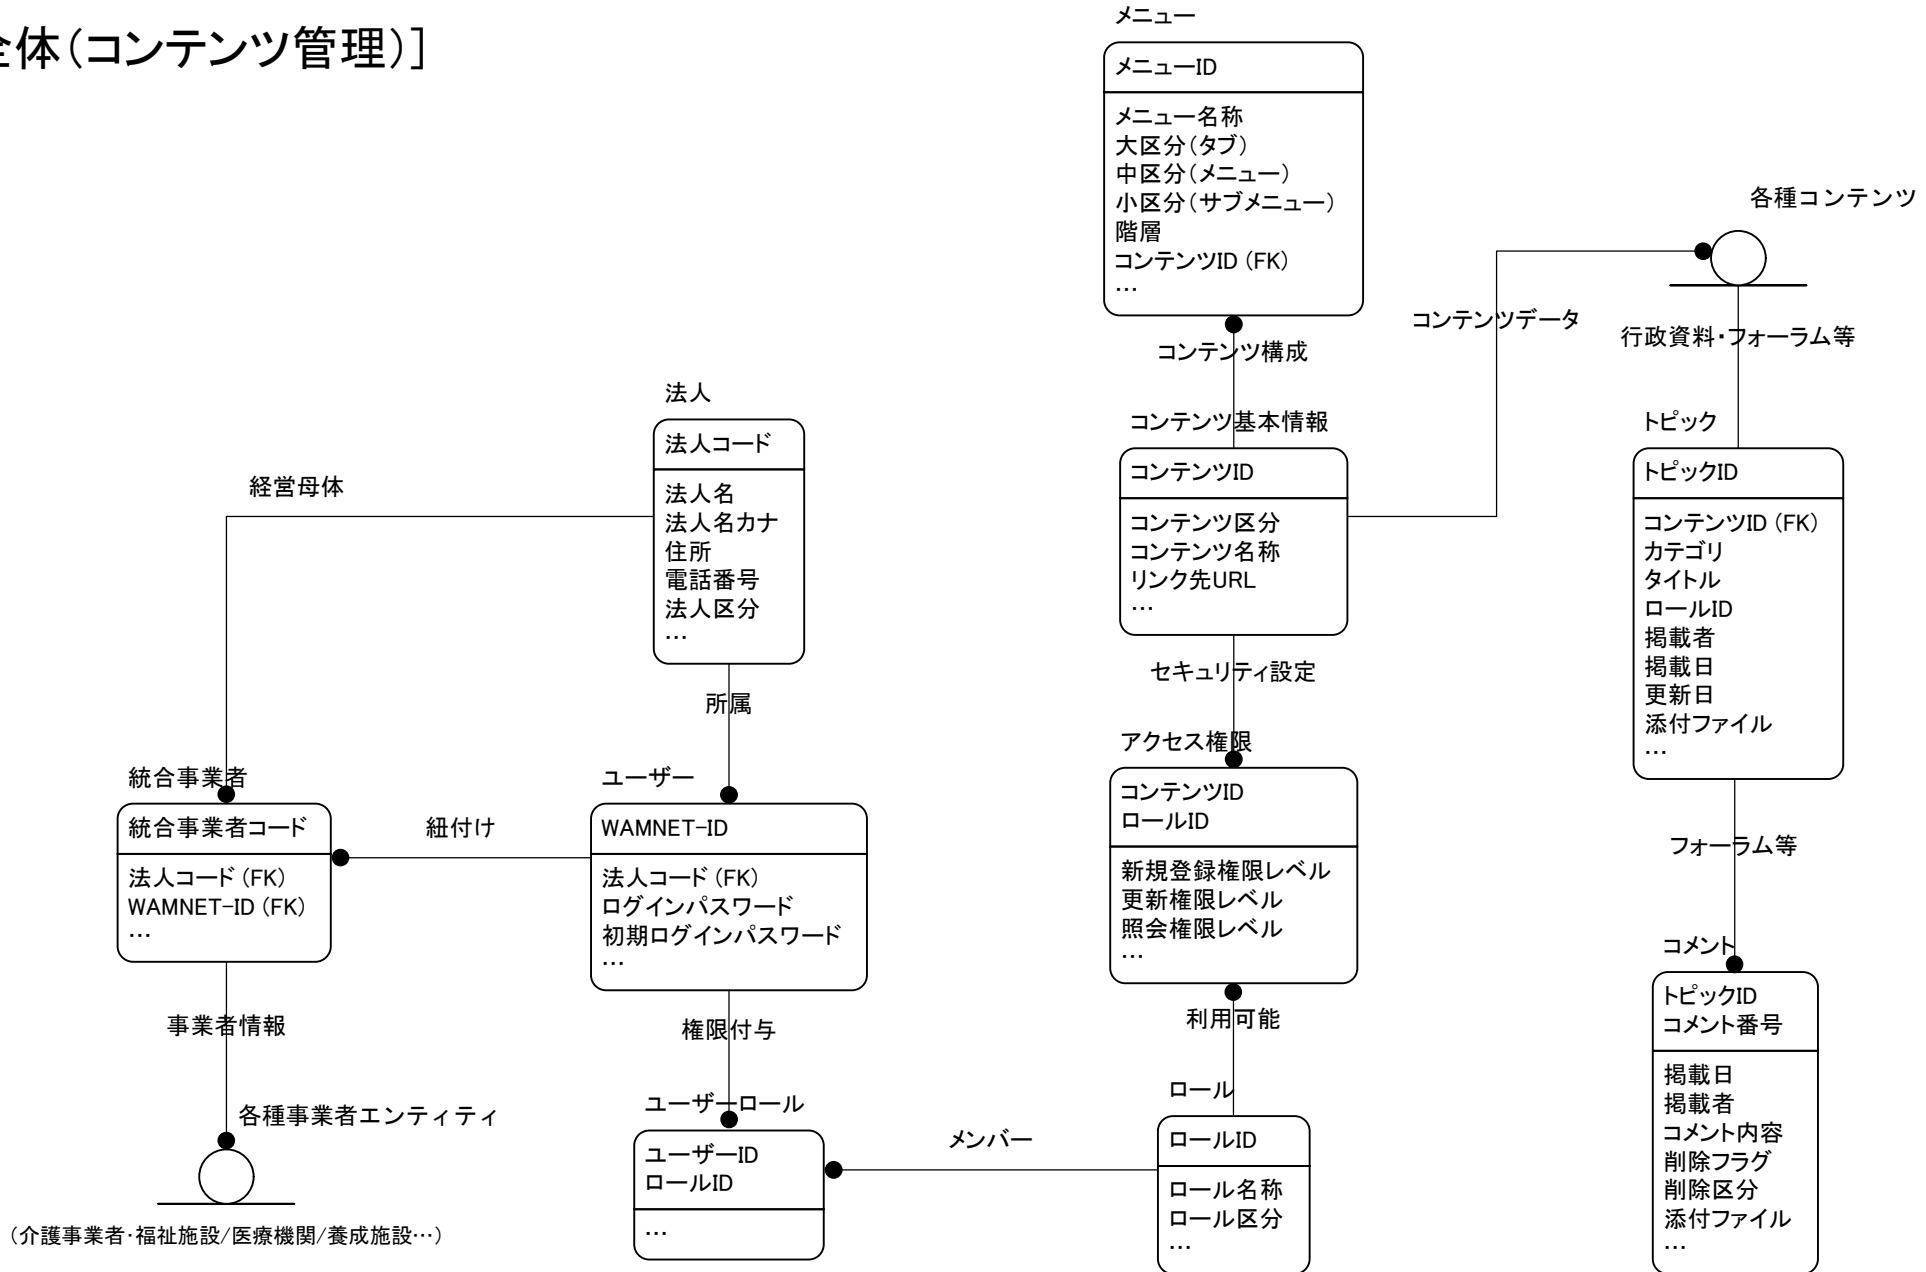 全体(コンテンツ管理)]
メニュー
メニューID
メニュー名称
大区分(タブ)
中区分(メニュー)
小区分(サブメニュー)
階層
コンテンツID (FK)
…
各種コンテンツ
コンテンツデータ
行政資料・フォーラム等
コンテンツ構成
コンテンツ基本情報
コンテンツID
コンテンツ区分
コンテンツ名称
リンク先URL
…
トピック
トピックID
コンテンツID (FK)
カテゴリ
タイトル
ロールID
掲載者
掲載日
更新日
添付ファイル
…
法人
法人コード
法人名
法人名カナ
住所
電話番号
法人区分
…
経営母体
所属
セキュリティ設定
アクセス権限
コンテンツID
ロールID
新規登録権限レベル
更新権限レベル
照会権限レベル
…
統合事業者
統合事業者コード
法人コード (FK)
WAMNET-ID (FK)
…
紐付け
ユーザー
WAMNET-ID
法人コード (FK)
ログインパスワード
初期ログインパスワード
…
フォーラム等
コメント
トピックID
コメント番号
掲載日
掲載者
コメント内容
削除フラグ
削除区分
添付ファイル
…
事業者情報
権限付与
利用可能
各種事業者エンティティ
(介護事業者・福祉施設/医療機関/養成施設…)
ユーザーロール
ユーザーID
ロールID
…
メンバー
ロール
ロールID
ロール名称
ロール区分
…